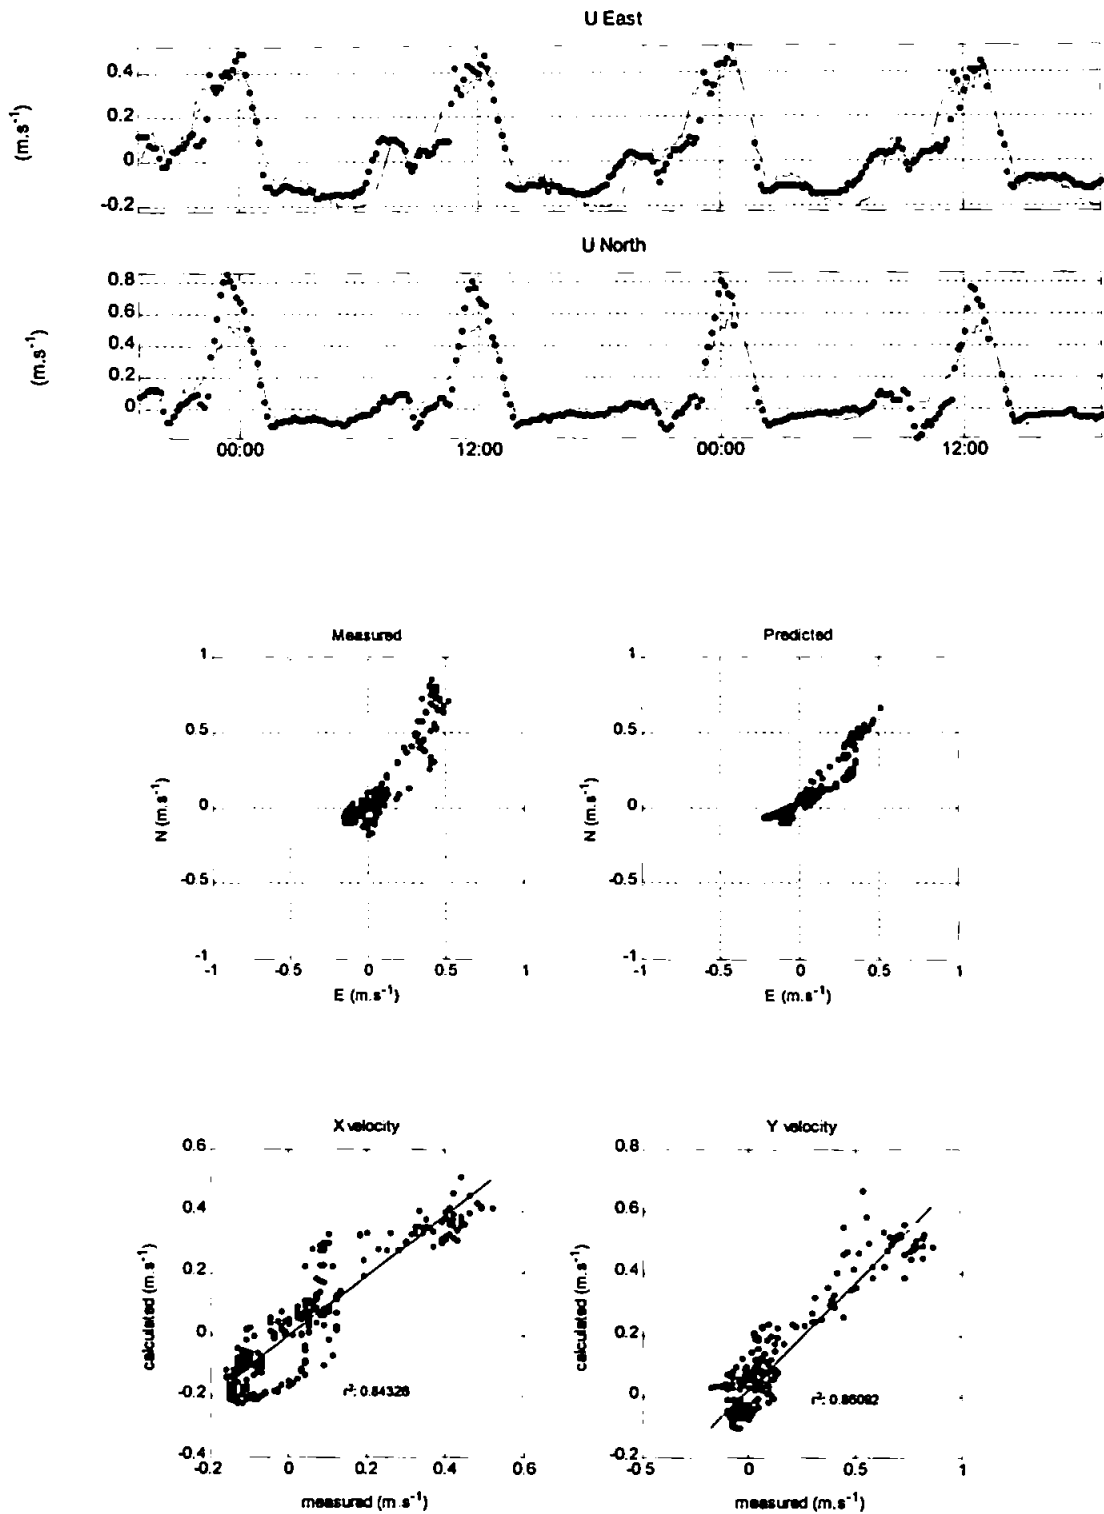 U East
(m.s⁻¹)
0.4
0.2
0
-0.2
U North
(m.s⁻¹)
0.8
0.6
0.4
0.2
0
00:00 12:00 00:00 12:00
Measured
N (m.s⁻¹)
1
0.5
0
-0.5
-1
-1 -0.5 0 0.5 1
E (m.s⁻¹)
Predicted
N (m.s⁻¹)
1
0.5
0
-0.5
-1
-1 -0.5 0 0.5 1
E (m.s⁻¹)
X velocity
calculated (m.s⁻¹)
0.6
0.4
0.2
0
-0.2
-0.4
r²: 0.84326
-0.2 0 0.2 0.4 0.6
measured (m.s⁻¹)
Y velocity
calculated (m.s⁻¹)
0.8
0.6
0.4
0.2
0
-0.2
r²: 0.86092
-0.5 0 0.5 1
measured (m.s⁻¹)